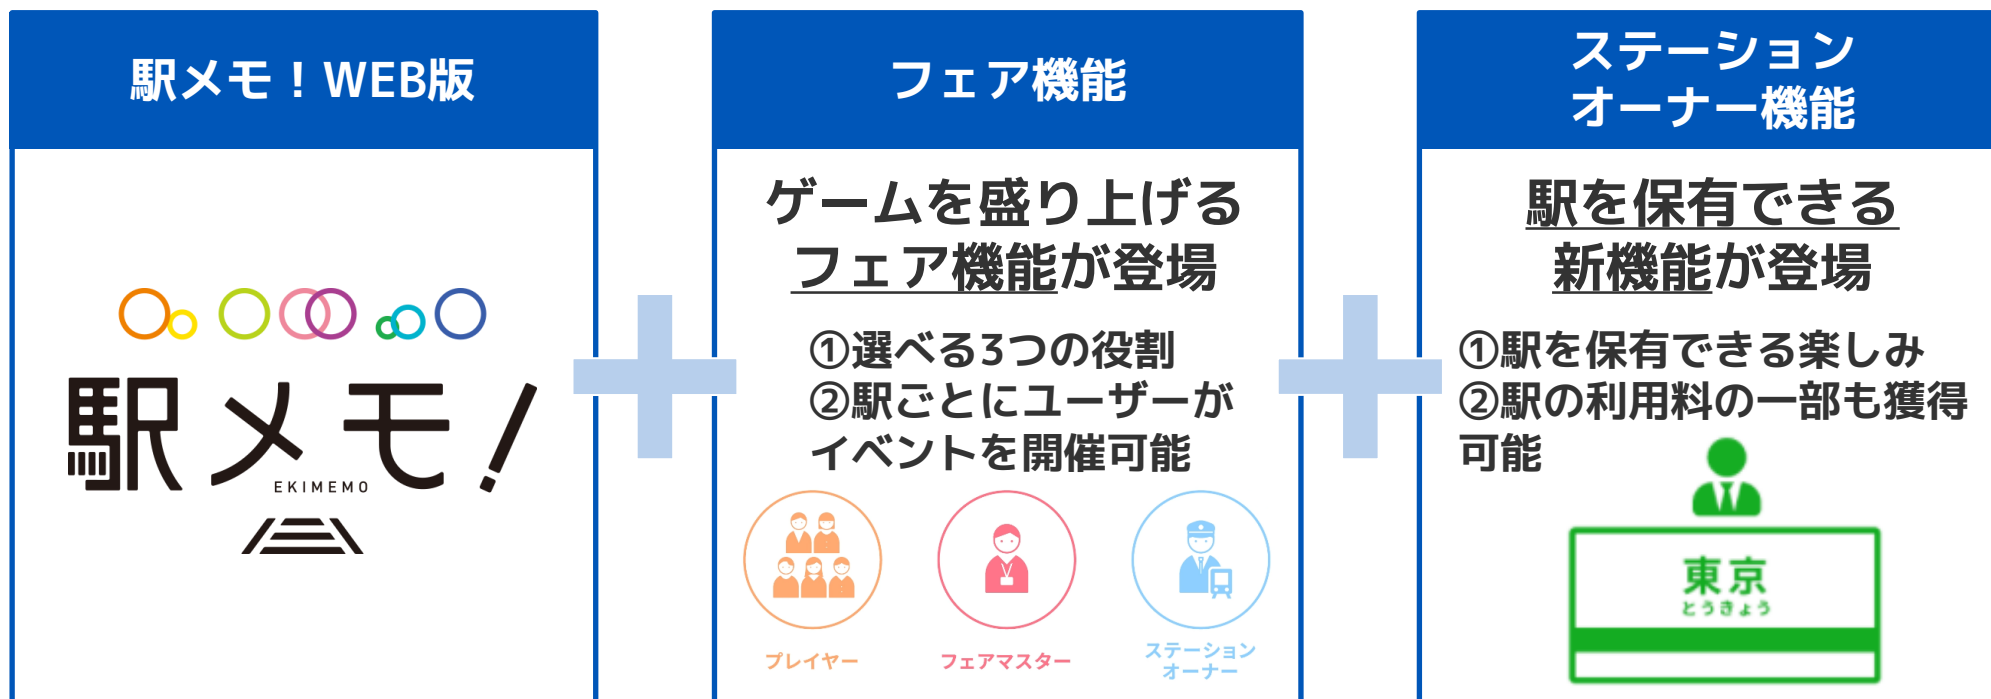 駅メモ！WEB版
駅メモ!
EKIMEMO
フェア機能
ゲームを盛り上げる
フェア機能が登場
①選べる3つの役割
②駅ごとにユーザーが
イベントを開催可能
プレイヤー
フェアマスター
ステーション
オーナー
ステーション
オーナー機能
駅を保有できる
新機能が登場
①駅を保有できる楽しみ
②駅の利用料の一部も獲得
可能
東京
とうきょう